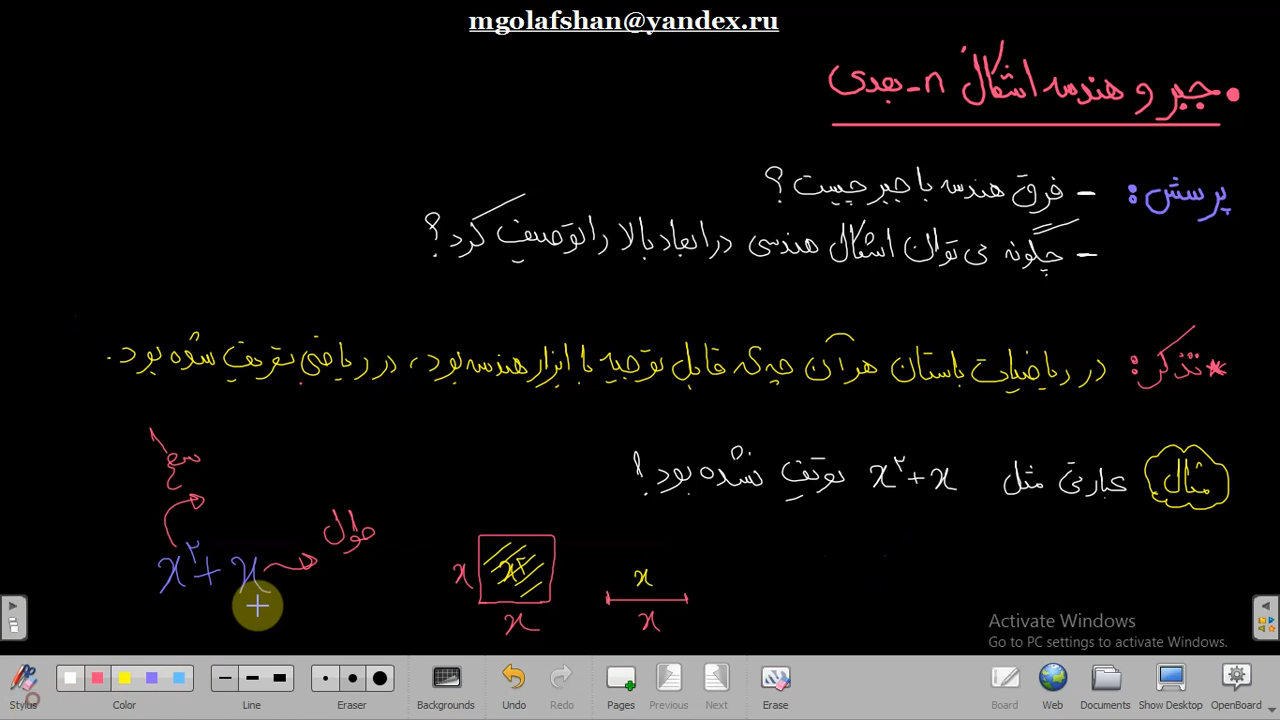 mgolafshan@yandex.ru
• جبر و هندسه اشکال n-بعدی
پرسش: - فرق هندسه با جبر چیست؟
- چگونه می توان اشکال هندسی در ابعاد بالا را توصیف کرد؟
* تذکر: در ریاضیات باستان هر آن چه که قابل توجیه با ابزار هندسه بود، در ریاضی تعریف شده بود.
مثال عبارتی مثل x²+x تعریف نشده بود!
سطح
طول
x²+x
x
x²
x
x
x
Activate Windows
Go to PC settings to activate Windows.
Stylus Color Line Eraser Backgrounds Undo Redo Pages Previous Next Erase Board Web Documents Show Desktop OpenBoard